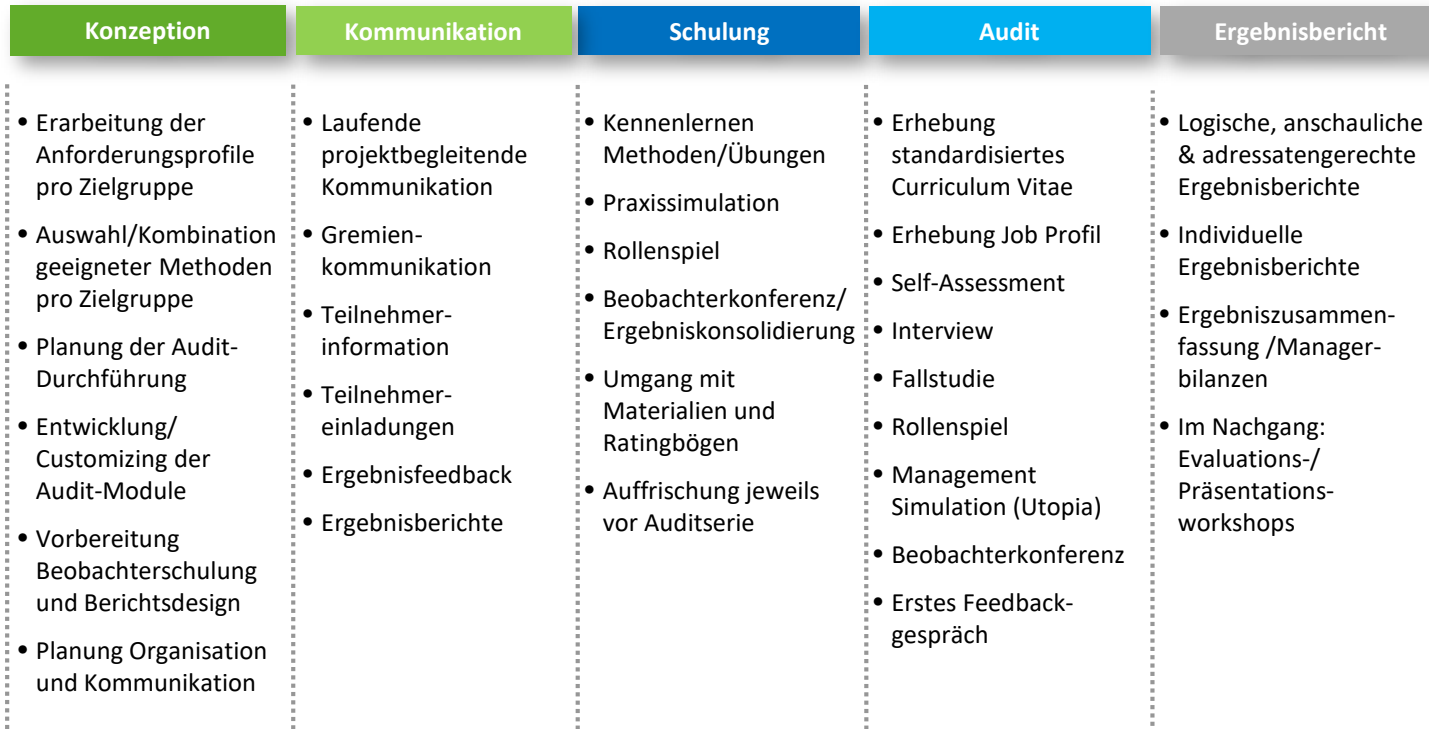 Konzeption
• Erarbeitung der
Anforderungsprofile
pro Zielgruppe
• Auswahl/Kombination
geeigneter Methoden
pro Zielgruppe
• Planung der Audit-
Durchführung
• Entwicklung/
Customizing der
Audit-Module
• Vorbereitung
Beobachterschulung
und Berichtsdesign
• Planung Organisation
und Kommunikation
Kommunikation
• Laufende
projektbegleitende
Kommunikation
• Gremien-
kommunikation
• Teilnehmer-
information
• Teilnehmer-
einladungen
• Ergebnisfeedback
• Ergebnisberichte
Schulung
• Kennenlernen
Methoden/Übungen
• Praxissimulation
• Rollenspiel
• Beobachterkonferenz/
Ergebniskonsolidierung
• Umgang mit
Materialien und
Ratingbögen
• Auffrischung jeweils
vor Auditserie
Audit
• Erhebung
standardisiertes
Curriculum Vitae
• Erhebung Job Profil
• Self-Assessment
• Interview
• Fallstudie
• Rollenspiel
• Management
Simulation (Utopia)
• Beobachterkonferenz
• Erstes Feedback-
gespräch
Ergebnisbericht
• Logische, anschauliche
& adressatengerechte
Ergebnisberichte
• Individuelle
Ergebnisberichte
• Ergebniszusammen-
fassung /Manager-
bilanzen
• Im Nachgang:
Evaluations-/
Präsentations-
workshops